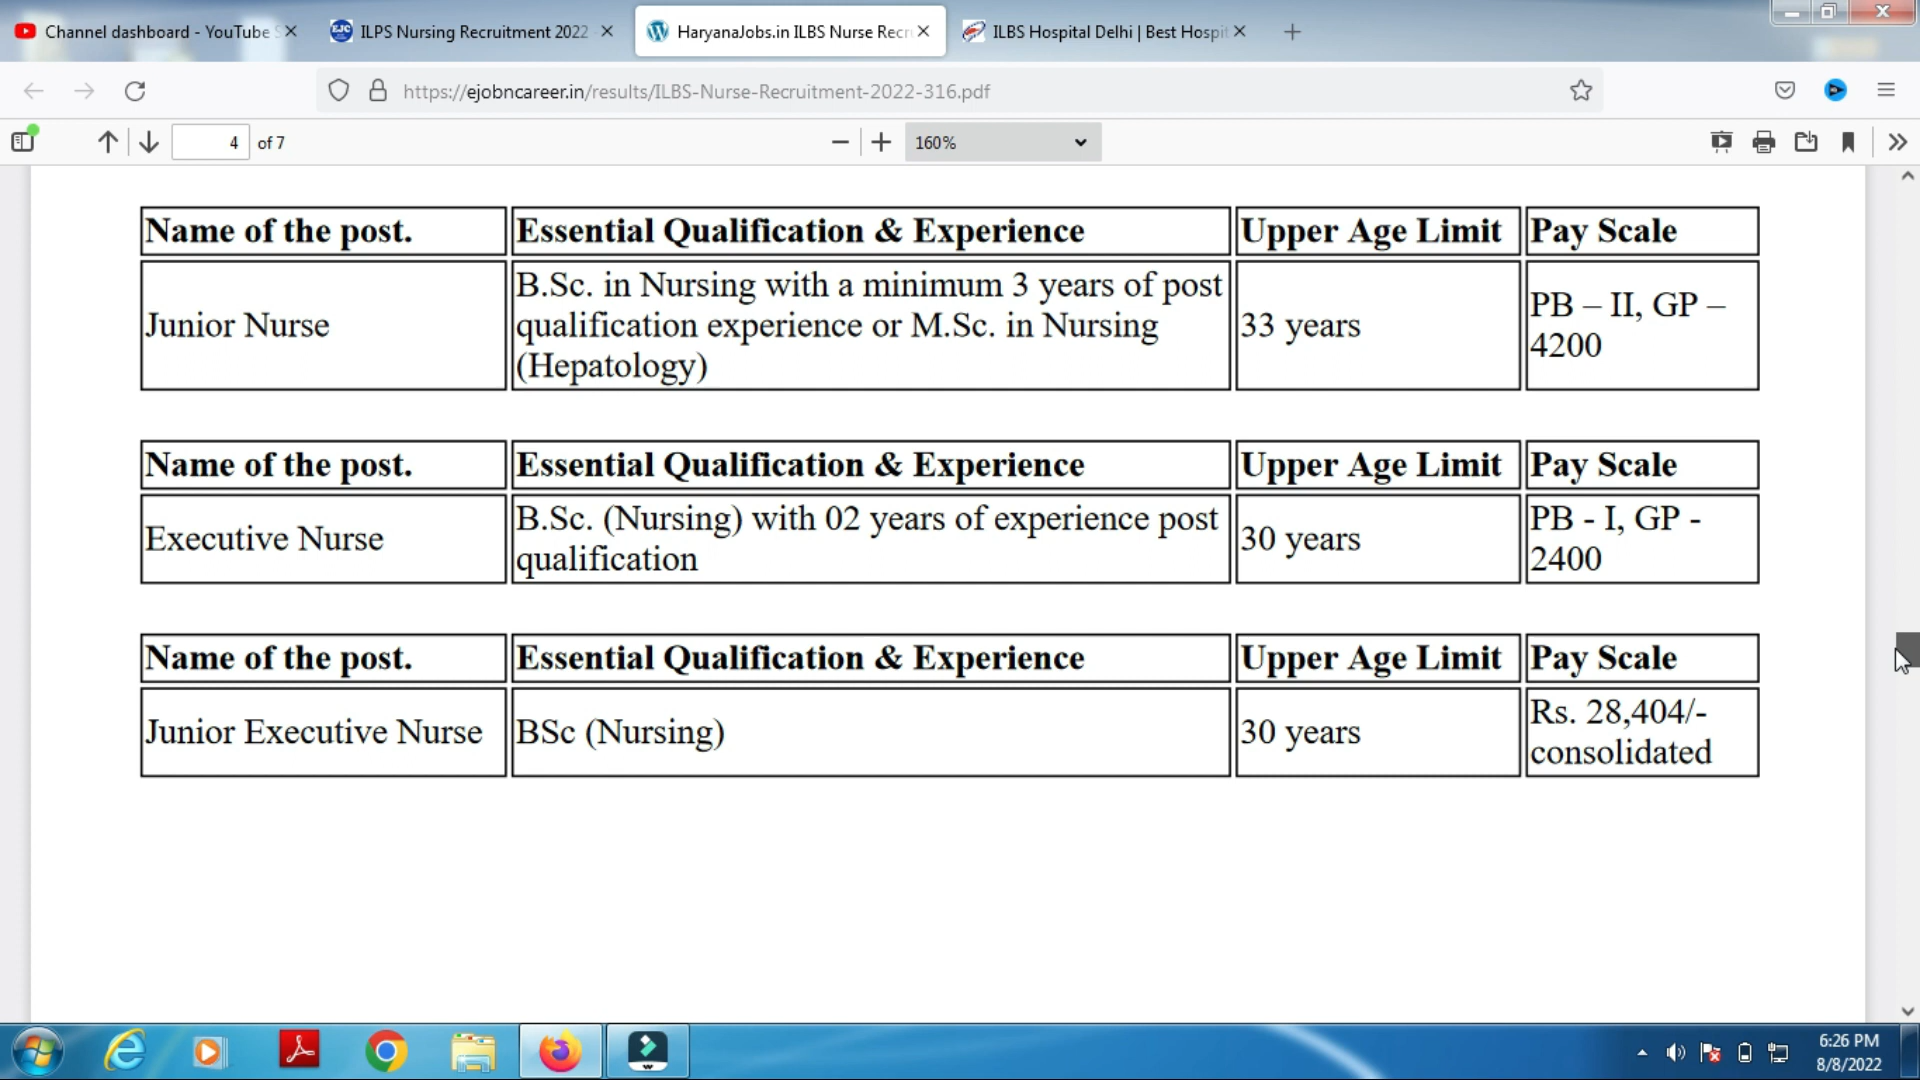 Channel dashboard - YouTube S
ILPS Nursing Recruitment 2022 -
HaryanaJobs.in ILBS Nurse Recr
ILBS Hospital Delhi | Best Hospit
https://ejobncareer.in/results/ILBS-Nurse-Recruitment-2022-316.pdf
4 of 7
160%
Name of the post. Essential Qualification & Experience Upper Age Limit Pay Scale
B.Sc. in Nursing with a minimum 3 years of post
Junior Nurse qualification experience or M.Sc. in Nursing 33 years PB – II, GP –
(Hepatology) 4200
Name of the post. Essential Qualification & Experience Upper Age Limit Pay Scale
Executive Nurse B.Sc. (Nursing) with 02 years of experience post 30 years PB - I, GP -
qualification 2400
Name of the post. Essential Qualification & Experience Upper Age Limit Pay Scale
Junior Executive Nurse BSc (Nursing) 30 years Rs. 28,404/-
consolidated
6:26 PM
8/8/2022